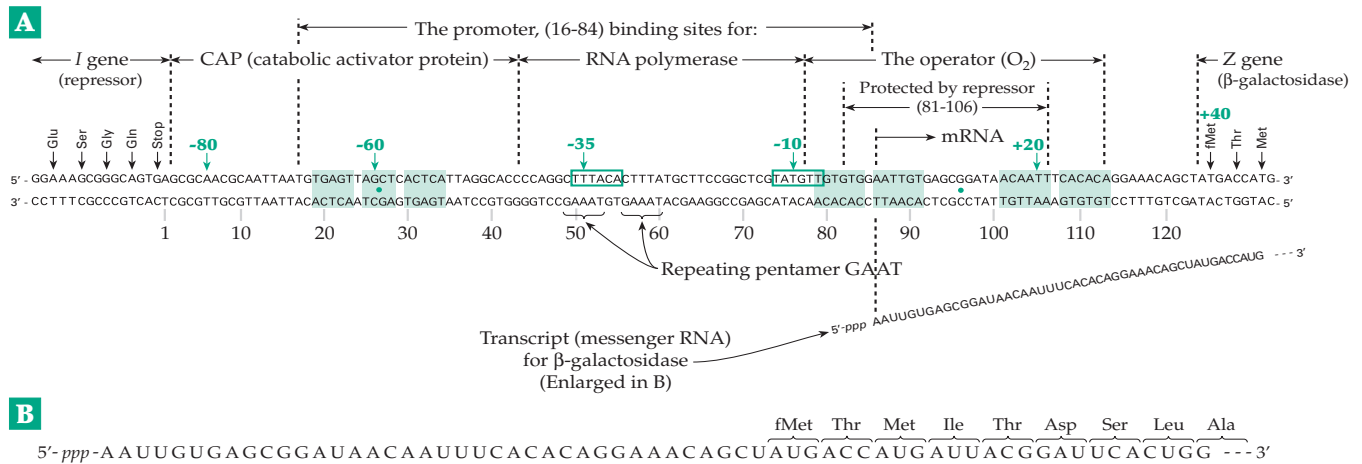 A
The promoter, (16-84) binding sites for:
I gene
(repressor)
CAP (catabolic activator protein)
RNA polymerase
The operator (O₂)
Z gene
(β-galactosidase)
Protected by repressor
(81-106)
mRNA
Glu
Ser
Gly
Gln
Stop
-80
-60
-35
-10
+20
+40
fMet
Thr
Met
5′- GGAAAGCGGGCAGTGAGCGCAACGCAATTAATGTGAGTTAGCTCACTCATTAGGCACCCCAGGCTTTACACTTTATGCTTCCGGCTCGTATGTTGTGTGGAATTGTGAGCGGATAACAATTTCACACAGGAAACAGCTATGACCATG- 5′
3′- CCTTTCGCCCGTCACTCGCGTTGCGTTAATTACACTCAATCGAGTGAGTAATCCGTGGGGTCCGAAATGTGAAATACGAAGGCCGAGCATACAACACACCTTAACACTCGCCTATTGTTAAAGTGTGTCCTTTGTCGATACTGGTAC- 5′
1 10 20 30 40 50 60 70 80 90 100 110 120
Repeating pentamer GAAT
5′-ppp AAUUGUGAGCGGAUAACAAUUUCACACAGGAAACAGCUAUGACCAUG --- 3′
Transcript (messenger RNA)
for β-galactosidase
(Enlarged in B)
B
fMet Thr Met Ile Thr Asp Ser Leu Ala
5′- ppp -AAUUGUGAGCGGAUAACAAUUUCACACAGGAAACAGCUAUGACCAUGAUUACGGAUUCACUGG --- 3′